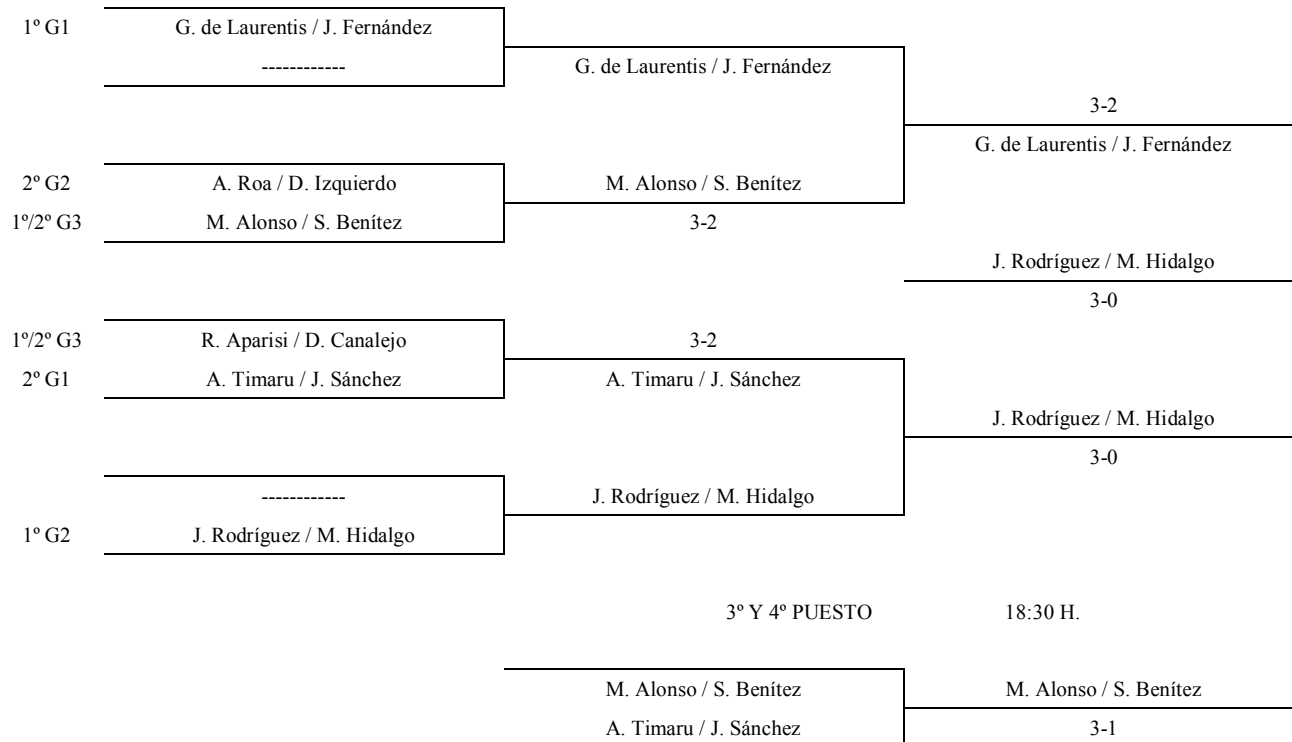 1º G1 G. de Laurentis / J. Fernández
------------ G. de Laurentis / J. Fernández
3-2
G. de Laurentis / J. Fernández
2º G2 A. Roa / D. Izquierdo M. Alonso / S. Benítez
1º/2º G3 M. Alonso / S. Benítez 3-2
J. Rodríguez / M. Hidalgo
3-0
1º/2º G3 R. Aparisi / D. Canalejo 3-2
2º G1 A. Timaru / J. Sánchez A. Timaru / J. Sánchez
J. Rodríguez / M. Hidalgo
3-0
------------ J. Rodríguez / M. Hidalgo
1º G2 J. Rodríguez / M. Hidalgo
3º Y 4º PUESTO 18:30 H.
M. Alonso / S. Benítez M. Alonso / S. Benítez
A. Timaru / J. Sánchez 3-1